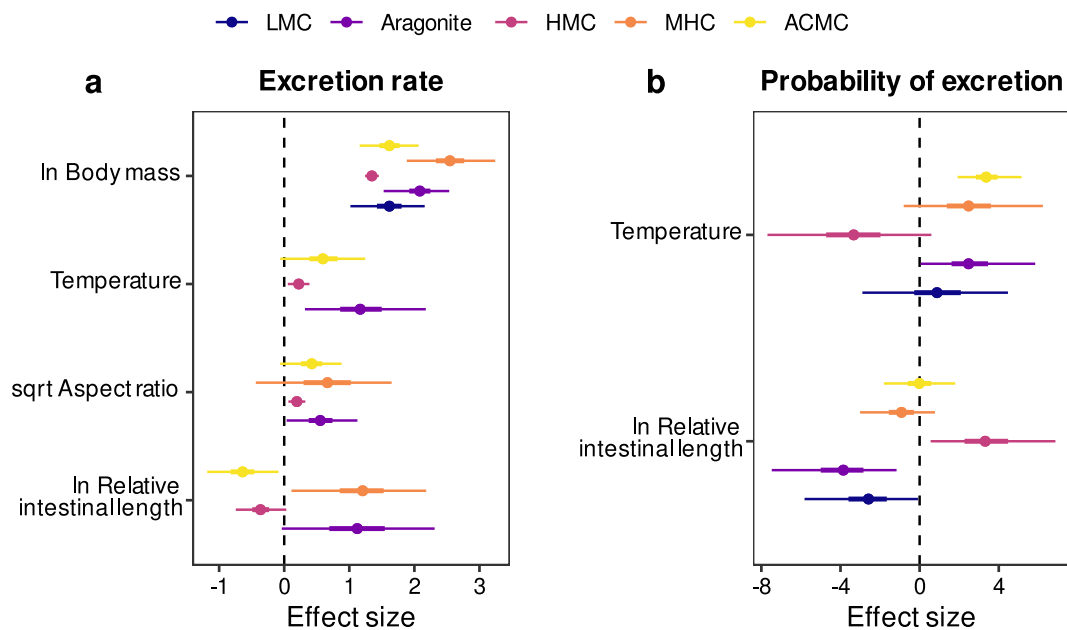 LMC Aragonite HMC MHC ACMC
a Excretion rate
ln Body mass
Temperature
sqrt Aspect ratio
ln Relative
intestinal length
-1 0 1 2 3
Effect size
b Probability of excretion
Temperature
ln Relative
intestinal length
-8 -4 0 4
Effect size